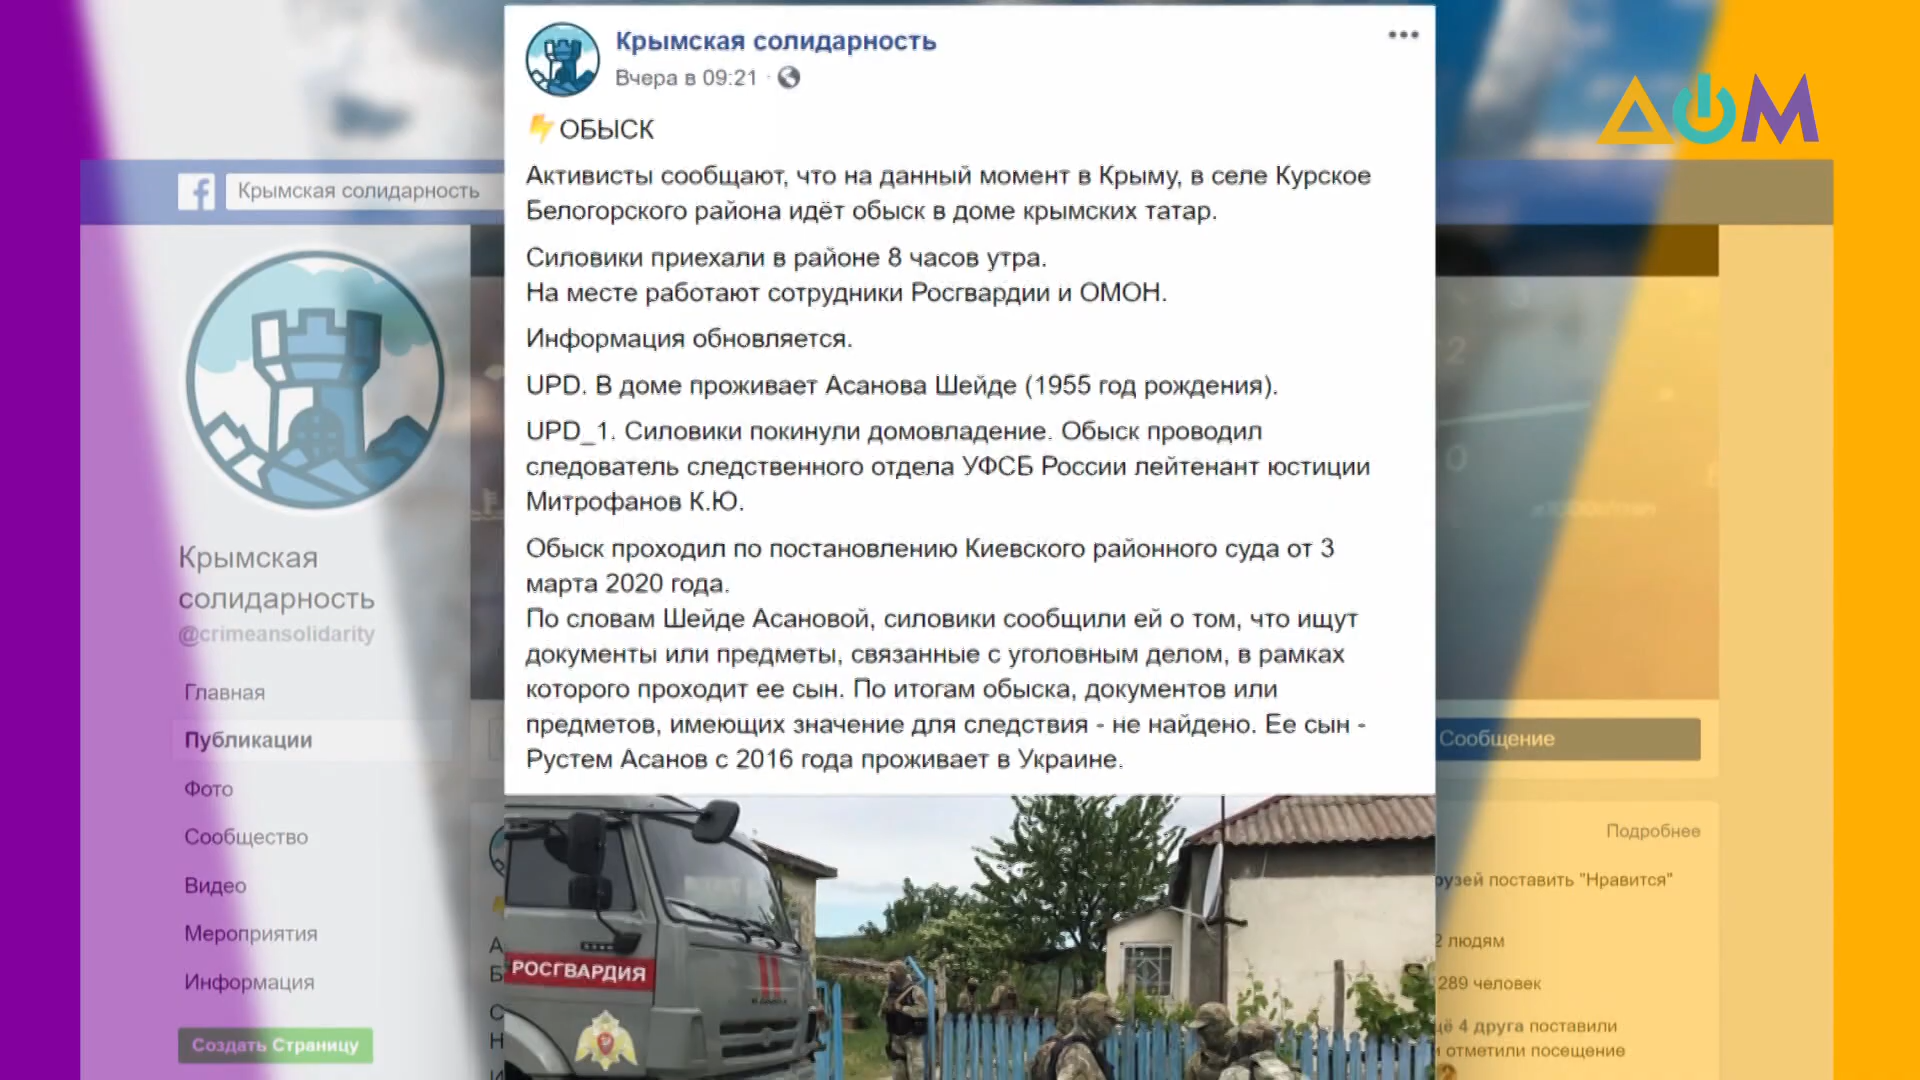 Крымская солидарность
Вчера в 09:21
ОБЫСК
Активисты сообщают, что на данный момент в Крыму, в селе Курское
Белогорского района идёт обыск в доме крымских татар.
Силовики приехали в районе 8 часов утра.
На месте работают сотрудники Росгвардии и ОМОН.
Информация обновляется.
UPD. В доме проживает Асанова Шейде (1955 год рождения).
UPD_1. Силовики покинули домовладение. Обыск проводил
следователь следственного отдела УФСБ России лейтенант юстиции
Митрофанов К.Ю.
Обыск проходил по постановлению Киевского районного суда от 3
марта 2020 года.
По словам Шейде Асановой, силовики сообщили ей о том, что ищут
документы или предметы, связанные с уголовным делом, в рамках
которого проходит ее сын. По итогам обыска, документов или
предметов, имеющих значение для следствия - не найдено. Ее сын -
Рустем Асанов с 2016 года проживает в Украине.
РОСГВАРДИЯ
ДОМ
Крымская солидарность
Крымская
солидарность
@crimeansolidarity
Главная
Публикации
Фото
Сообщество
Видео
Мероприятия
Информация
Создать Страницу
Сообщение
Подробнее
поставить "Нравится"
людям
289 человек
4 друга поставили
отметили посещение